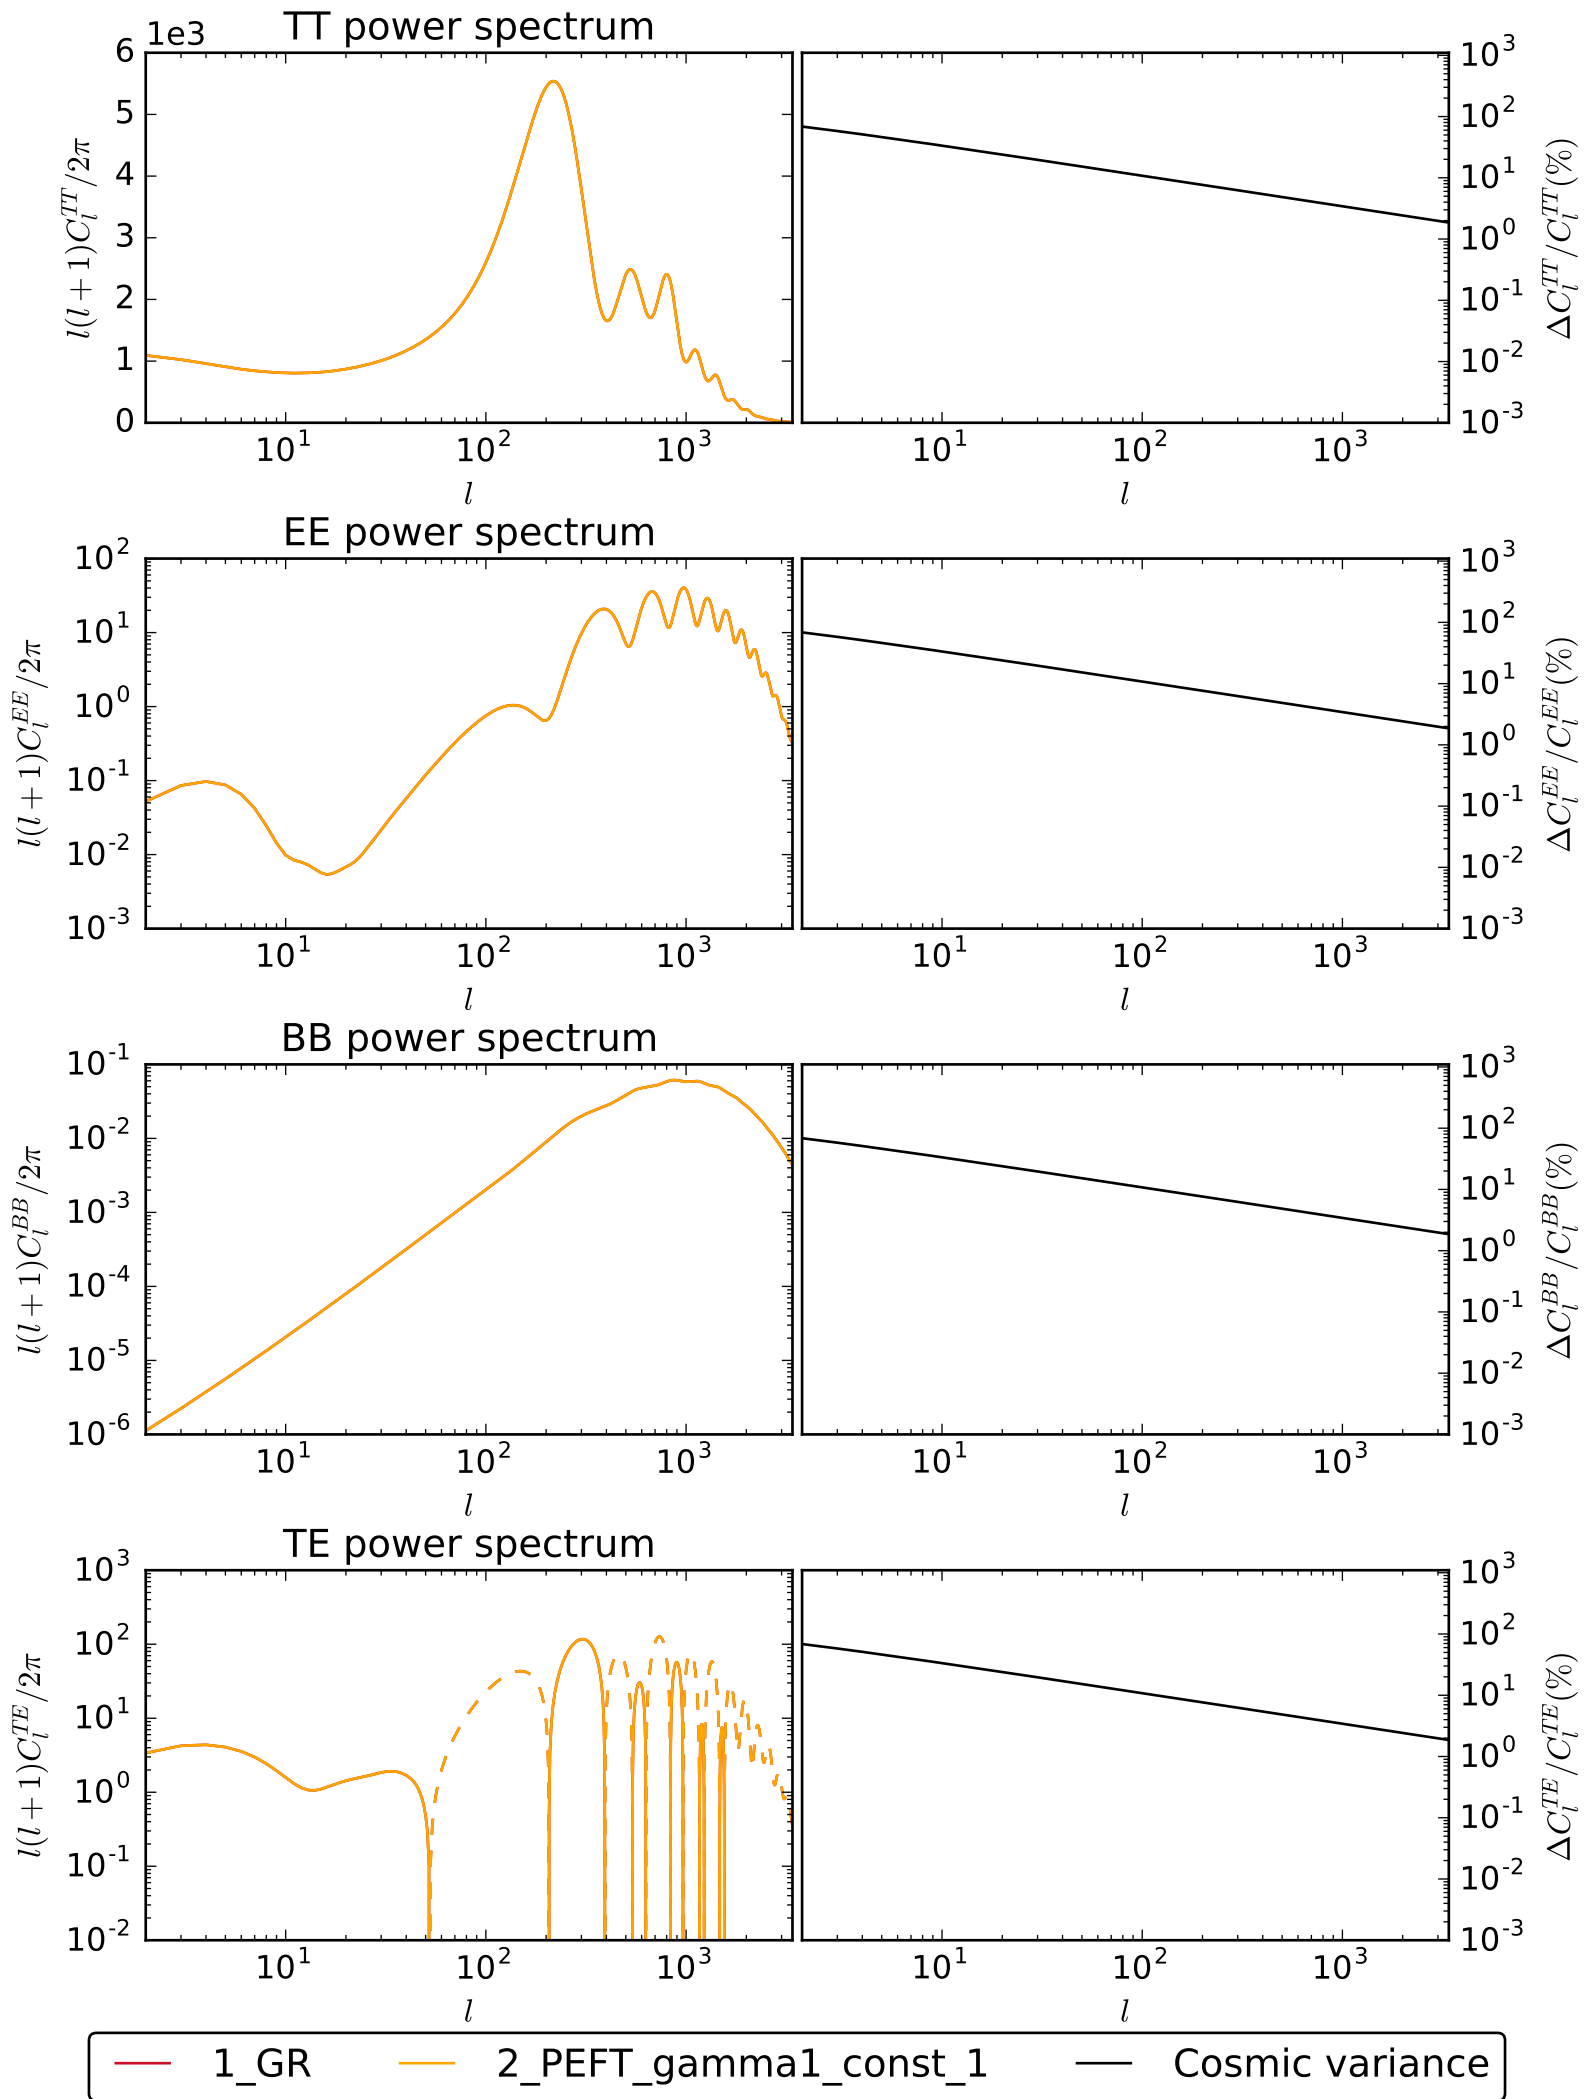 TT power spectrum
1e3
6
5
4
3
2
1
0
l(l + 1)C_l^{TT}/2π
10^1 10^2 10^3
l
10^3
10^2
10^1
10^0
10^-1
10^-2
10^-3
ΔC_l^{TT}/C_l^{TT}(%)
10^1 10^2 10^3
l
EE power spectrum
10^2
10^1
10^0
10^-1
10^-2
10^-3
l(l + 1)C_l^{EE}/2π
10^1 10^2 10^3
l
10^3
10^2
10^1
10^0
10^-1
10^-2
10^-3
ΔC_l^{EE}/C_l^{EE}(%)
10^1 10^2 10^3
l
BB power spectrum
10^-1
10^-2
10^-3
10^-4
10^-5
10^-6
l(l + 1)C_l^{BB}/2π
10^1 10^2 10^3
l
10^3
10^2
10^1
10^0
10^-1
10^-2
10^-3
ΔC_l^{BB}/C_l^{BB}(%)
10^1 10^2 10^3
l
TE power spectrum
10^3
10^2
10^1
10^0
10^-1
10^-2
l(l + 1)C_l^{TE}/2π
10^1 10^2 10^3
l
10^3
10^2
10^1
10^0
10^-1
10^-2
10^-3
ΔC_l^{TE}/C_l^{TE}(%)
10^1 10^2 10^3
l
1_GR 2_PEFT_gamma1_const_1 Cosmic variance